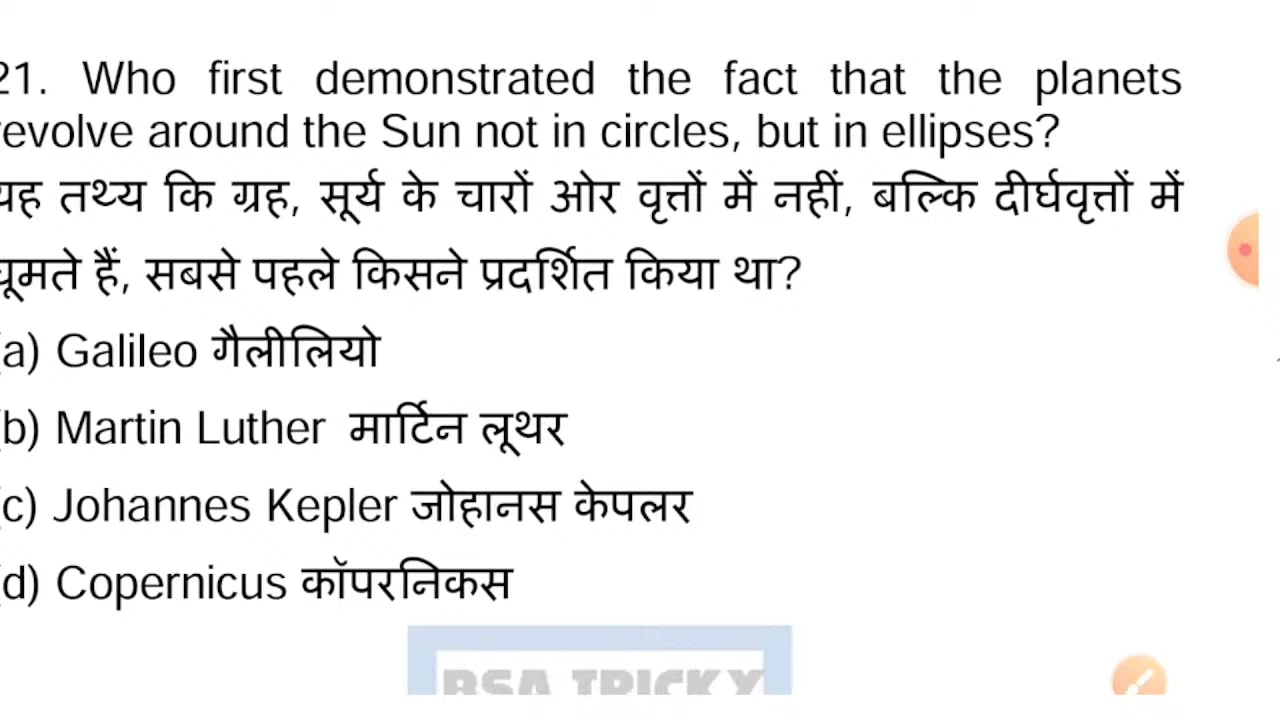 21. Who first demonstrated the fact that the planets
revolve around the Sun not in circles, but in ellipses?
यह तथ्य कि ग्रह, सूर्य के चारों ओर वृत्तों में नहीं, बल्कि दीर्घवृत्तों में
घूमते हैं, सबसे पहले किसने प्रदर्शित किया था?
(a) Galileo गैलीलियो
(b) Martin Luther मार्टिन लूथर
(c) Johannes Kepler जोहानस केपलर
(d) Copernicus कॉपरनिकस
BSA TRICKY